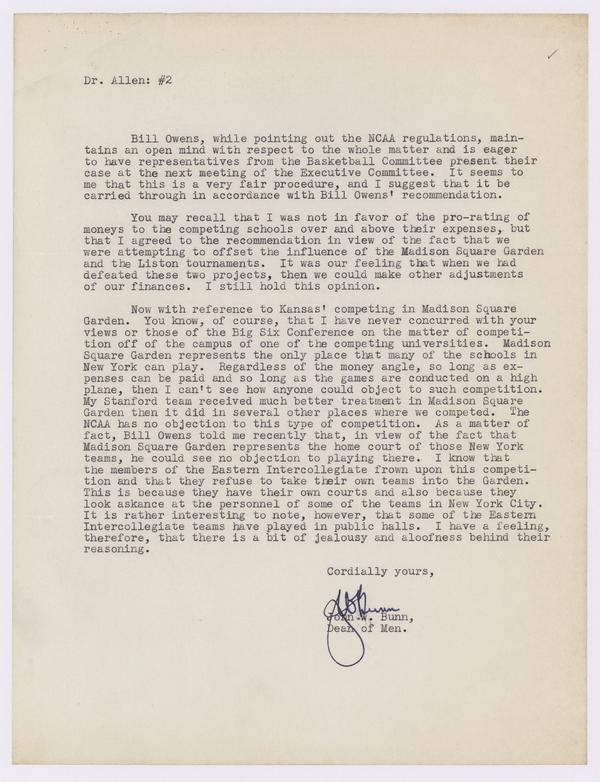 Dr. Allen: #2
Bill Owens, while pointing out the NCAA regulations, main-
tains an open mind with respect to the whole matter and is eager
to have representatives from the Basketball Committee present their
case at the next meeting of the Executive Committee. It seems to
me that this is a very fair procedure, and I suggest that it be
carried through in accordance with Bill Owens' recommendation.
You may recall that I was not in favor of the pro-rating of
moneys to the competing schools over and above their expenses, but
that I agreed to the recommendation in view of the fact that we
were attempting to offset the influence of the Madison Square Garden
and the Liston tournaments. It was our feeling that when we had
defeated these two projects, then we could make other adjustments
of our finances. I still hold this opinion.
Now with reference to Kansas' competing in Madison Square
Garden. You know, of course, that I have never concurred with your
views or those of the Big Six Conference on the matter of competi-
tion off of the campus of one of the competing universities. Madison
Square Garden represents the only place that many of the schools in
New York can play. Regardless of the money angle, so long as ex-
penses can be paid and so long as the games are conducted on a high
plane, then I can't see how anyone could object to such competition.
My Stanford team received much better treatment in Madison Square
Garden then it did in several other places where we competed. The
NCAA has no objection to this type of competition. As a matter of
fact, Bill Owens told me recently that, in view of the fact that
Madison Square Garden represents the home court of those New York
teams, he could see no objection to playing there. I know that
the members of the Eastern Intercollegiate frown upon this competi-
tion and that they refuse to take their own teams into the Garden.
This is because they have their own courts and also because they
look askance at the personnel of some of the teams in New York City.
It is rather interesting to note, however, that some of the Eastern
Intercollegiate teams have played in public halls. I have a feeling,
therefore, that there is a bit of jealousy and aloofness behind their
reasoning.
Cordially yours,
John W. Bunn,
Dean of Men.